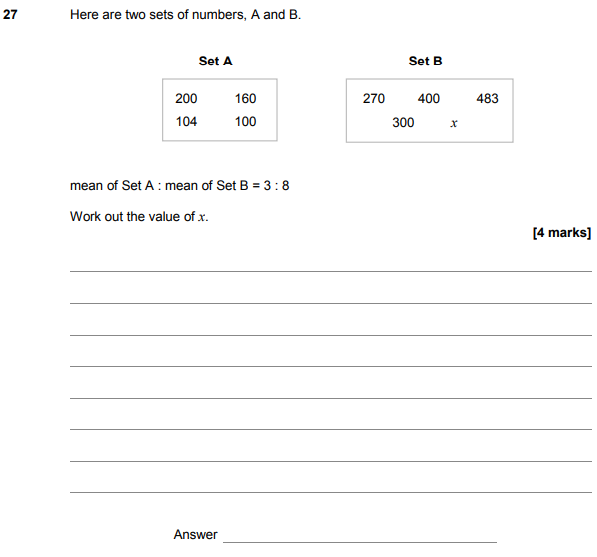 27 Here are two sets of numbers, A and B.
Set A Set B
200 160 270 400 483
104 100 300 x
mean of Set A : mean of Set B = 3 : 8
Work out the value of x.
[4 marks]
Answer